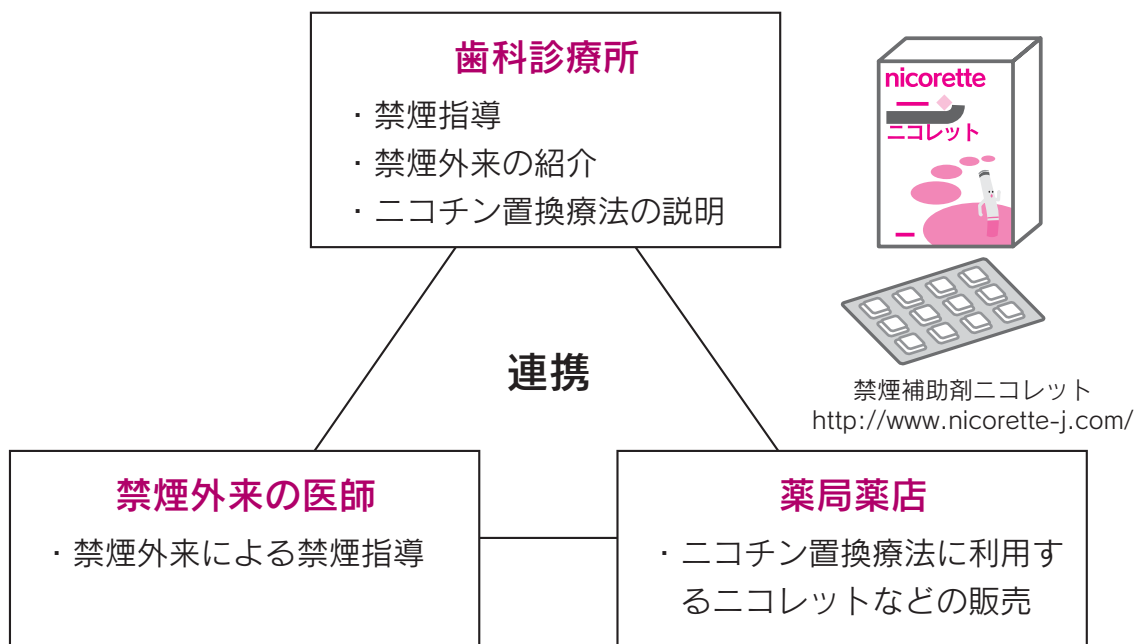 歯科診療所
・禁煙指導
・禁煙外来の紹介
・ニコチン置換療法の説明
nicorette
ニコレット
連携
禁煙補助剤ニコレット
http://www.nicorette-j.com/
禁煙外来の医師
・禁煙外来による禁煙指導
薬局薬店
・ニコチン置換療法に利用す
るニコレットなどの販売